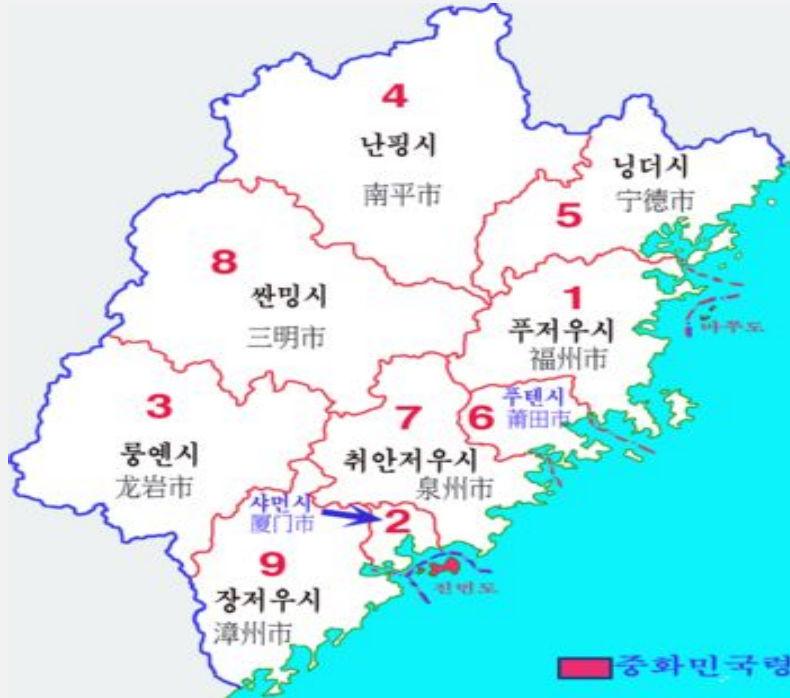 4
난핑시
南平市
닝더시
宁德市
5
8
싼밍시
三明市
1
푸저우시
福州市
마쭈도
3
룽옌시
龙岩市
7
취안저우시
泉州市
6
푸텐시
莆田市
샤먼시
厦门市
2
9
장저우시
漳州市
진먼도
중화민국령